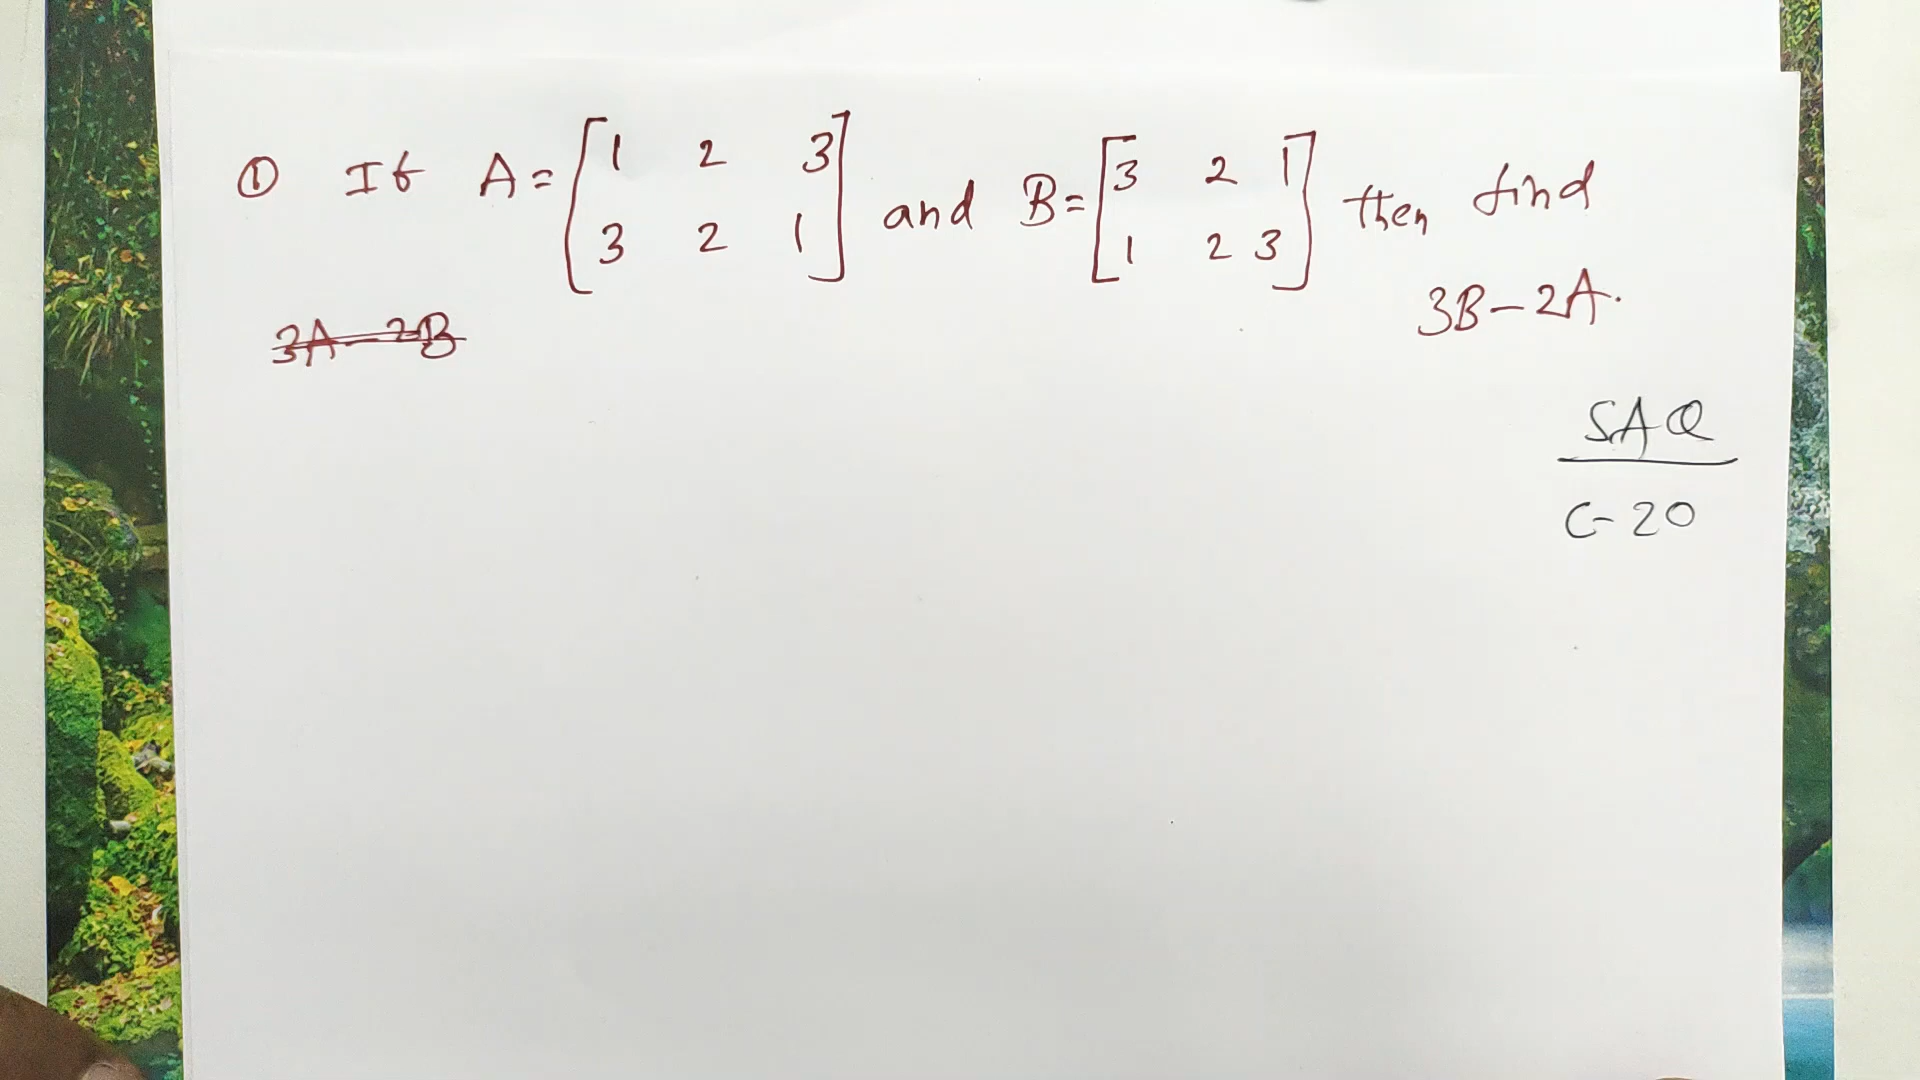 ① If A = [1 2 3
3 2 1] and B = [3 2 1
1 2 3] then find
3B - 2A.
3A - 2B
SAQ
C-20